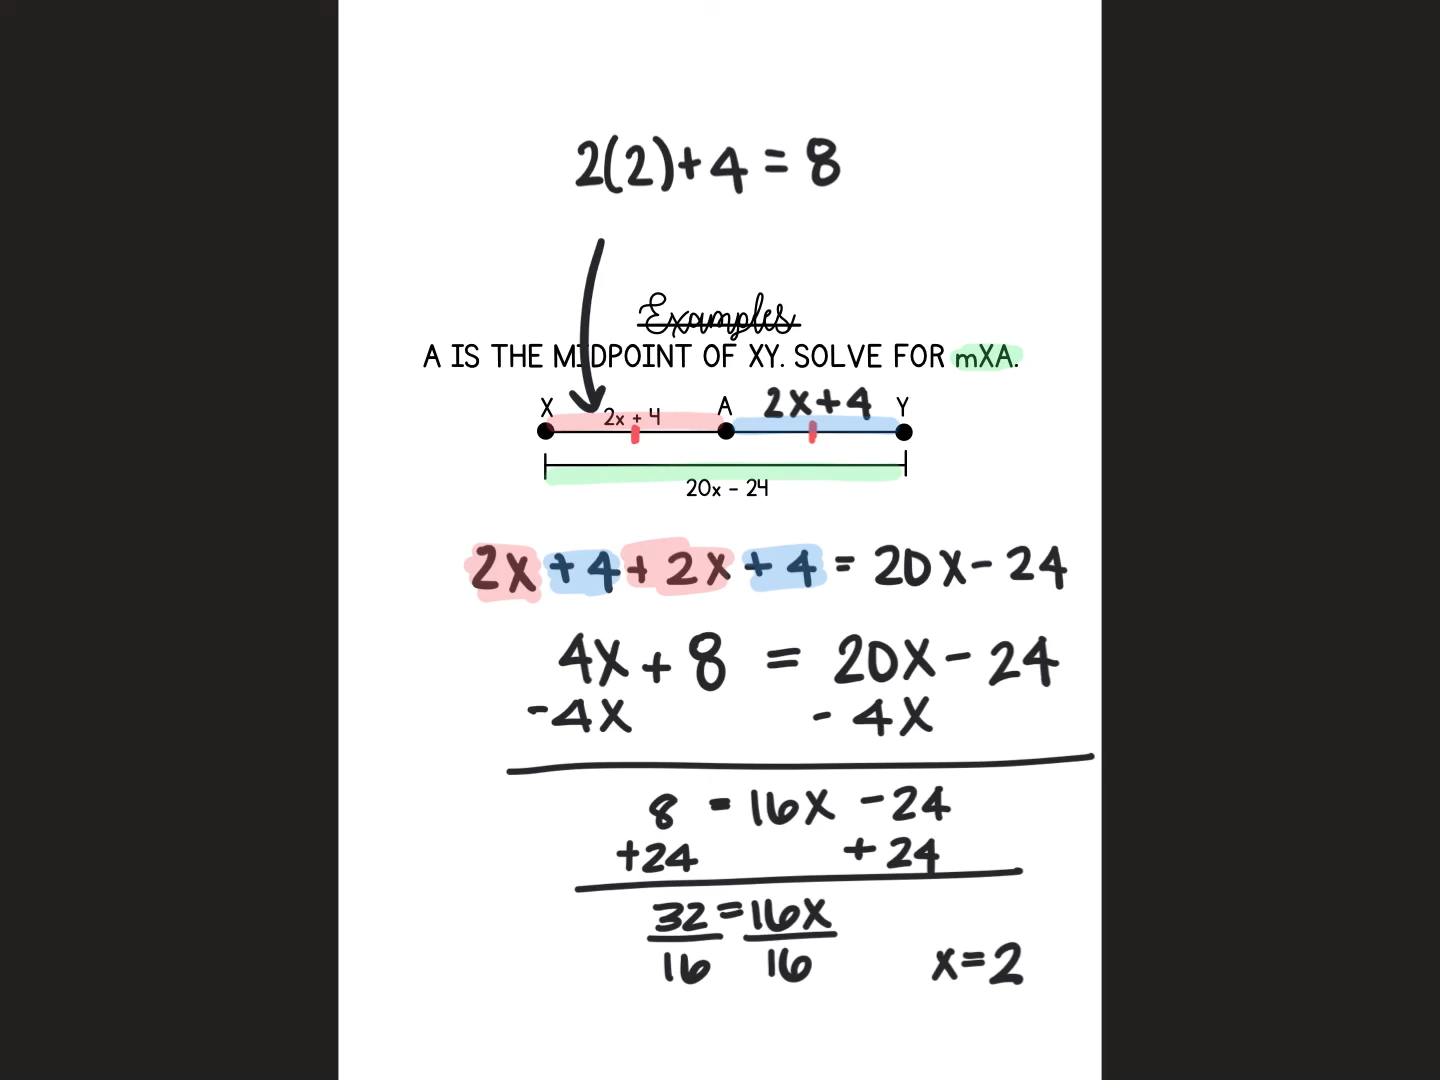 2(2)+4=8
Examples
A IS THE MIDPOINT OF XY. SOLVE FOR mXA.
X 2x + 4 A 2x+4 Y
20x - 24
2x +4 + 2x +4 = 20x - 24
4x + 8 = 20x - 24
-4x - 4x
8 = 16x - 24
+24 + 24
32 = 16x
16 16 x=2